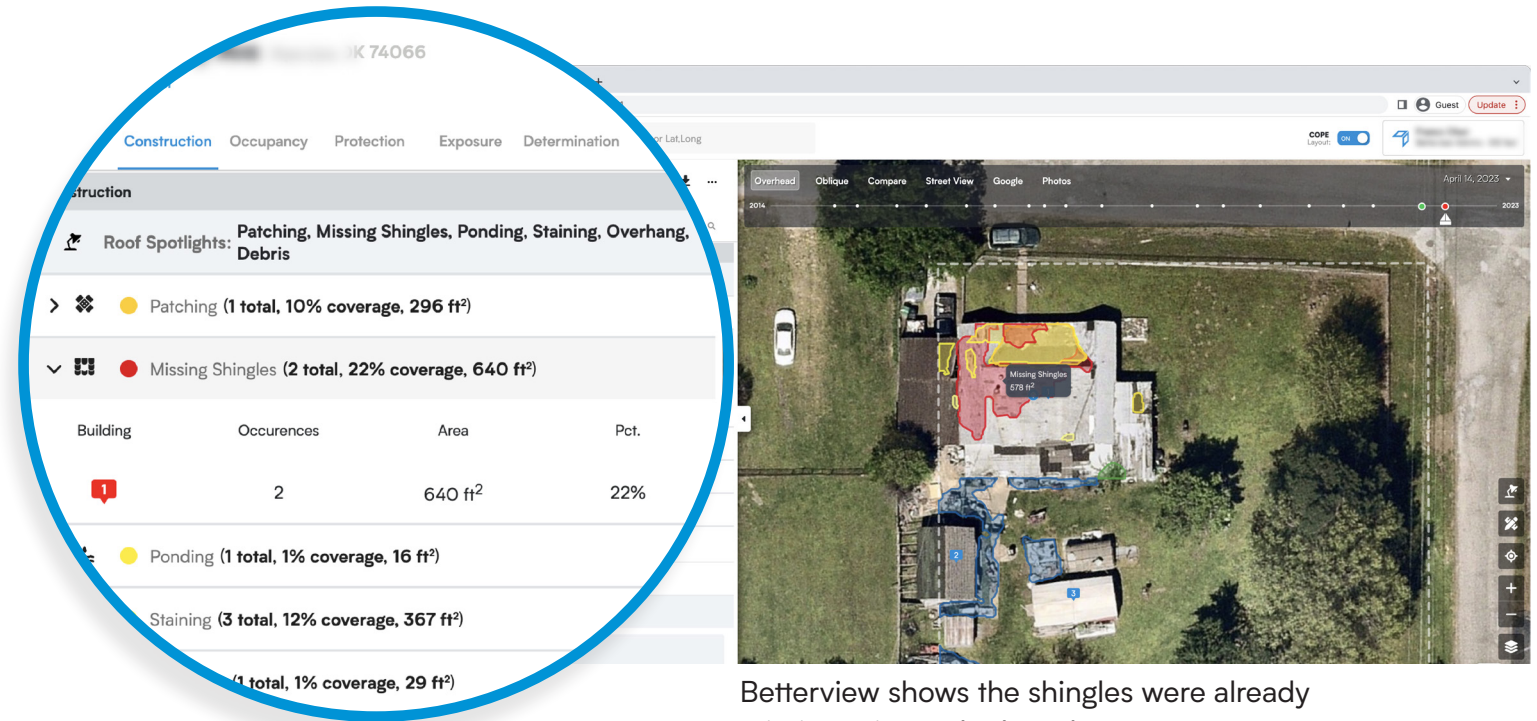 K 74066
Construction Occupancy Protection Exposure Determination
or Lat,Long
struction
Roof Spotlights: Patching, Missing Shingles, Ponding, Staining, Overhang,
Debris
Patching (1 total, 10% coverage, 296 ft²)
Missing Shingles (2 total, 22% coverage, 640 ft²)
Building Occurences Area Pct.
1 2 640 ft² 22%
Ponding (1 total, 1% coverage, 16 ft²)
Staining (3 total, 12% coverage, 367 ft²)
(1 total, 1% coverage, 29 ft²)
Guest Update
COPE
Layout: ON
Overhead Oblique Compare Street View Google Photos April 14, 2023
2014 2023
Missing Shingles
578 ft²
2
3
Betterview shows the shingles were already